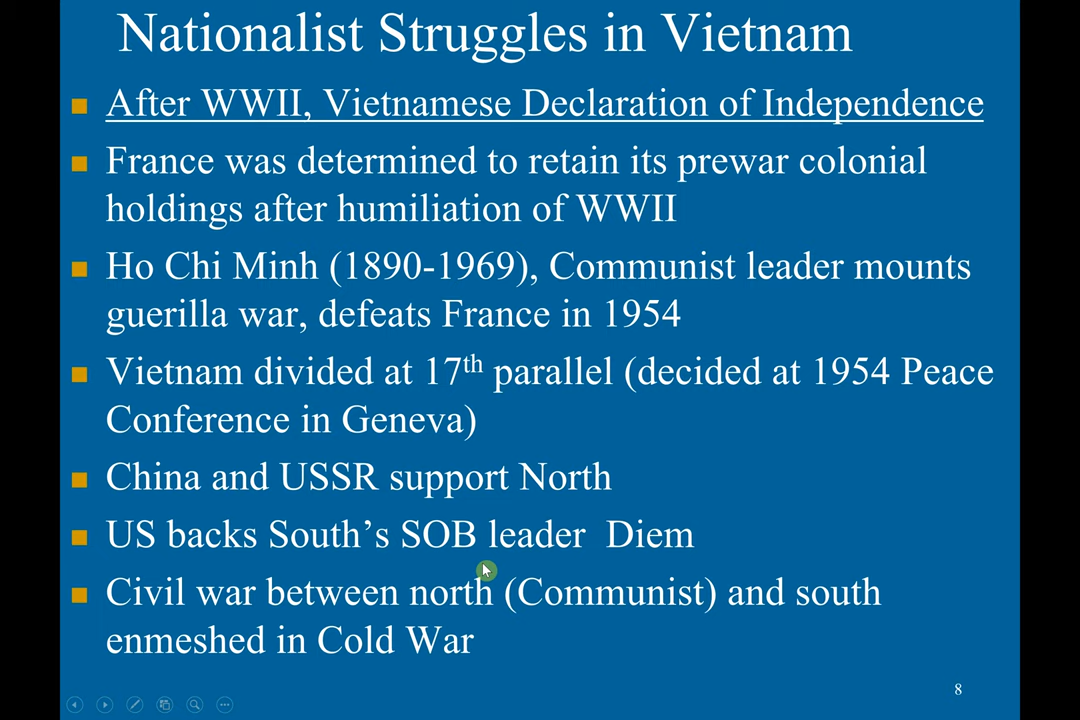 Nationalist Struggles in Vietnam
After WWII, Vietnamese Declaration of Independence
France was determined to retain its prewar colonial
holdings after humiliation of WWII
Ho Chi Minh (1890-1969), Communist leader mounts
guerilla war, defeats France in 1954
Vietnam divided at 17th parallel (decided at 1954 Peace
Conference in Geneva)
China and USSR support North
US backs South’s SOB leader  Diem
Civil war between north (Communist) and south
enmeshed in Cold War
8